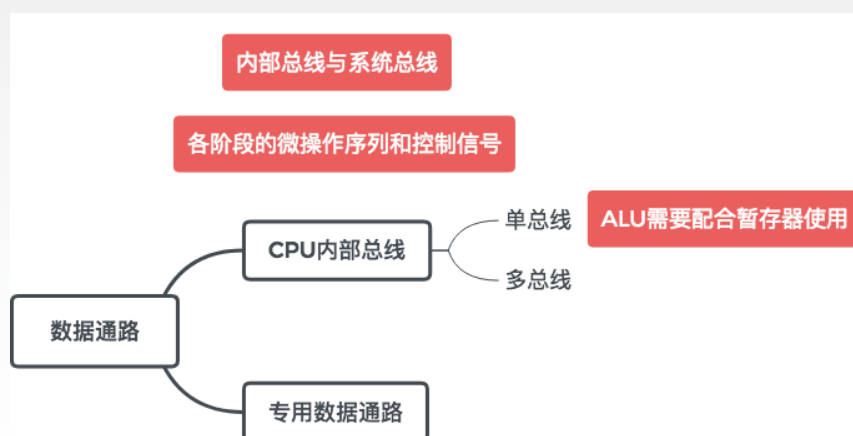 内部总线与系统总线
各阶段的微操作序列和控制信号
单总线
ALU需要配合暂存器使用
CPU内部总线
多总线
数据通路
专用数据通路